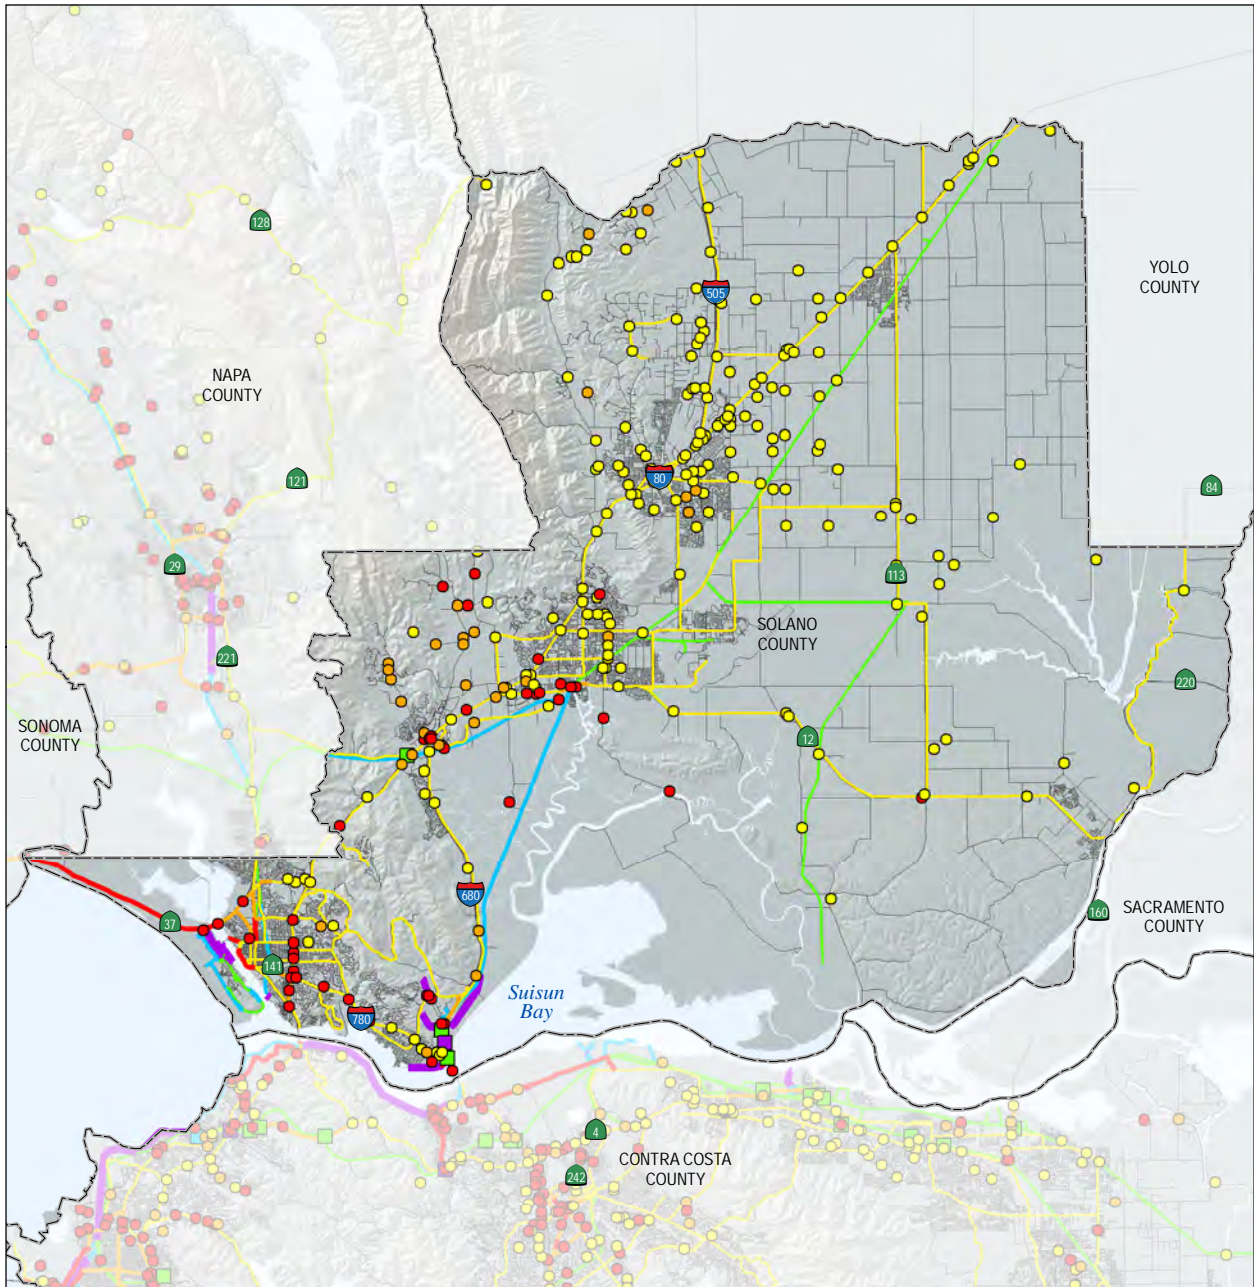 128
505
YOLO
COUNTY
NAPA
COUNTY
121
80
84
29
113
SOLANO
COUNTY
221
220
SONOMA
COUNTY
12
680
37
160
SACRAMENTO
COUNTY
141
Suisun
Bay
780
4
CONTRA COSTA
COUNTY
242